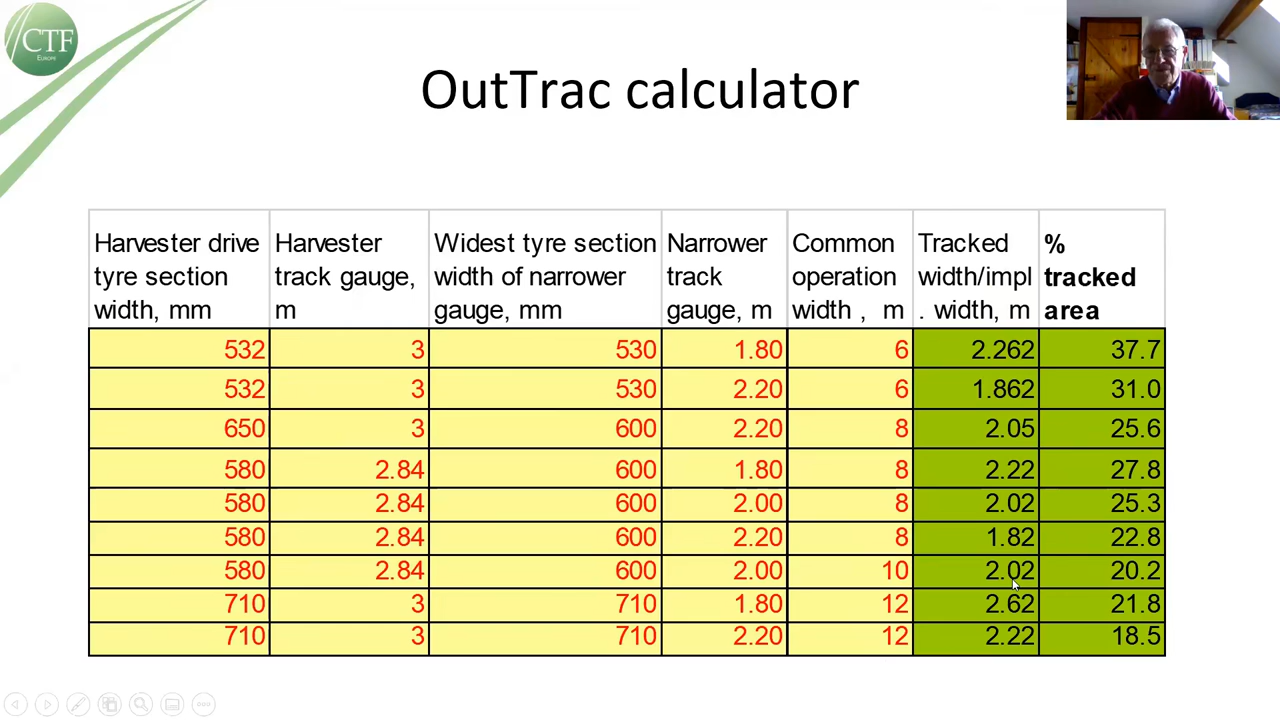 CTF
Europe
OutTrac calculator
Harvester drive tyre section width, mm
Harvester track gauge, m
Widest tyre section width of narrower gauge, mm
Narrower track gauge, m
Common operation width , m
Tracked width/impl . width, m
% tracked area
532 3 530 1.80 6 2.262 37.7
532 3 530 2.20 6 1.862 31.0
650 3 600 2.20 8 2.05 25.6
580 2.84 600 1.80 8 2.22 27.8
580 2.84 600 2.00 8 2.02 25.3
580 2.84 600 2.20 8 1.82 22.8
580 2.84 600 2.00 10 2.02 20.2
710 3 710 1.80 12 2.62 21.8
710 3 710 2.20 12 2.22 18.5